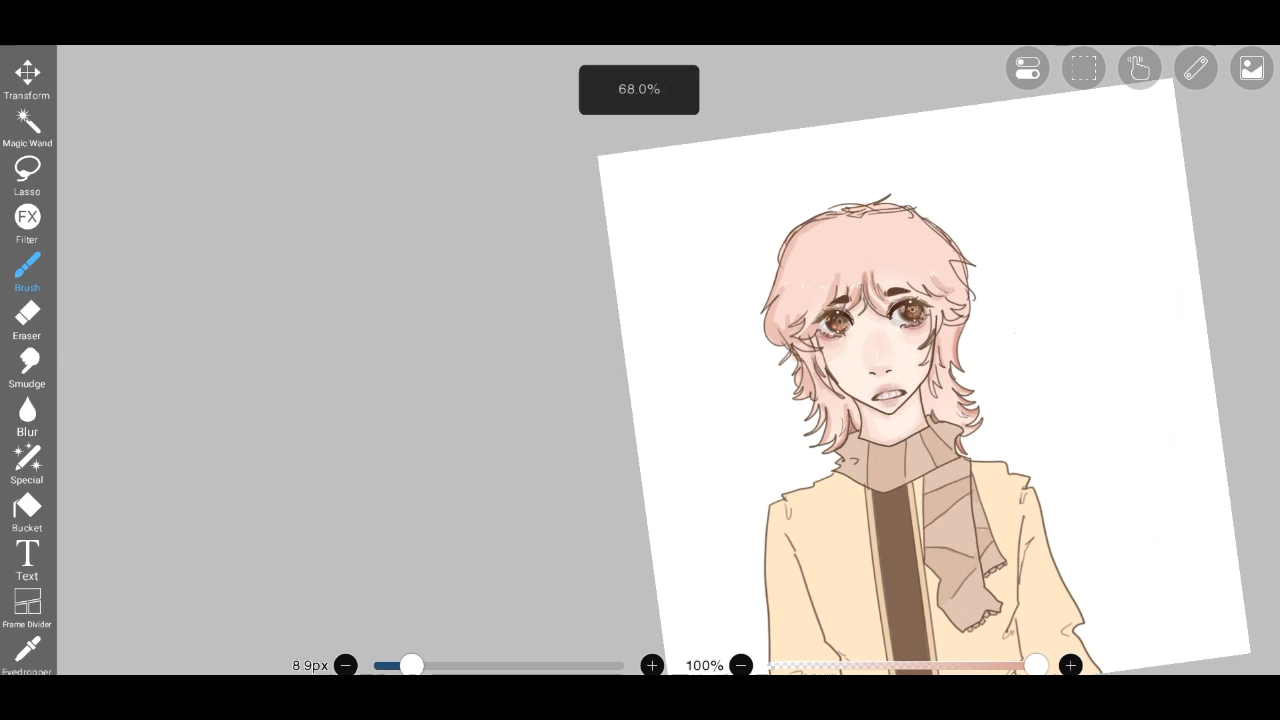 68.0%
Transform
Magic Wand
Lasso
FX
Filter
Brush
Eraser
Smudge
Blur
Special
Bucket
T
Text
Frame Divider
Eyedropper
8 9px
100%